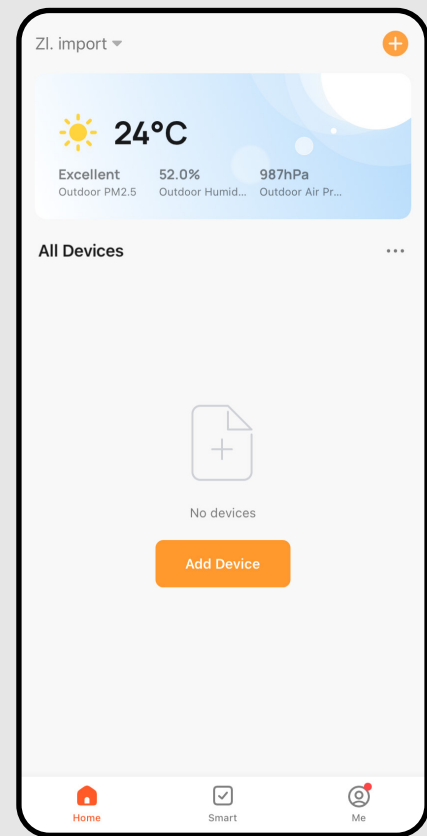 Zl. import
24°C
Excellent 52.0% 987hPa
Outdoor PM2.5 Outdoor Humid... Outdoor Air Pr...
All Devices
No devices
Add Device
Home Smart Me